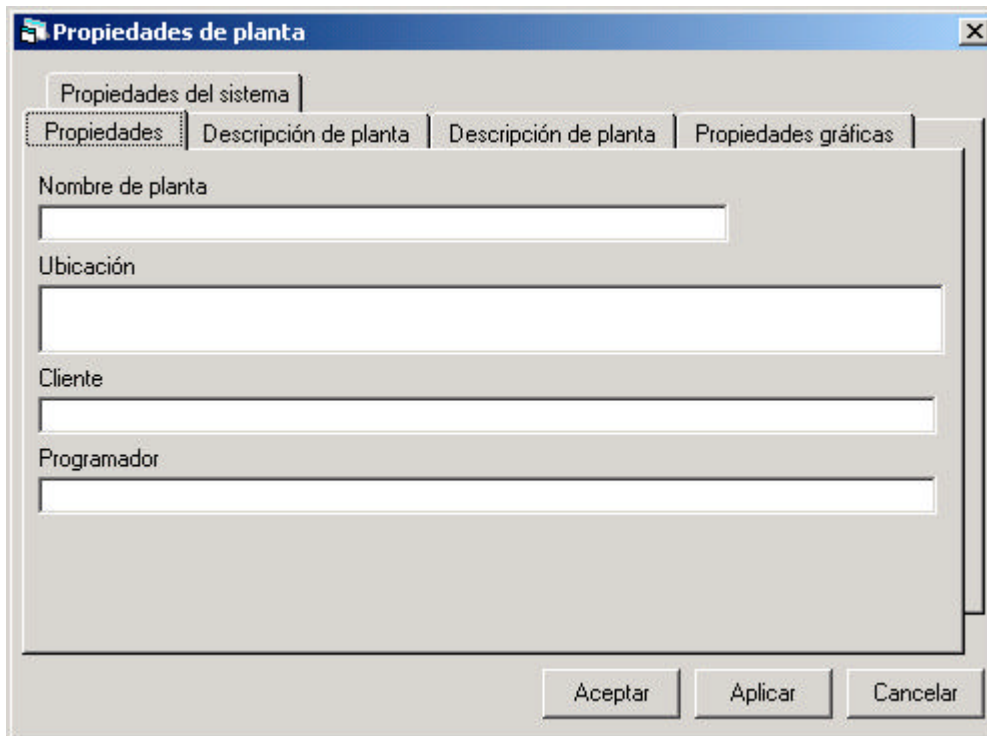 Propiedades de planta
Propiedades del sistema
Propiedades Descripción de planta Descripción de planta Propiedades gráficas
Nombre de planta
Ubicación
Cliente
Programador
Aceptar Aplicar Cancelar